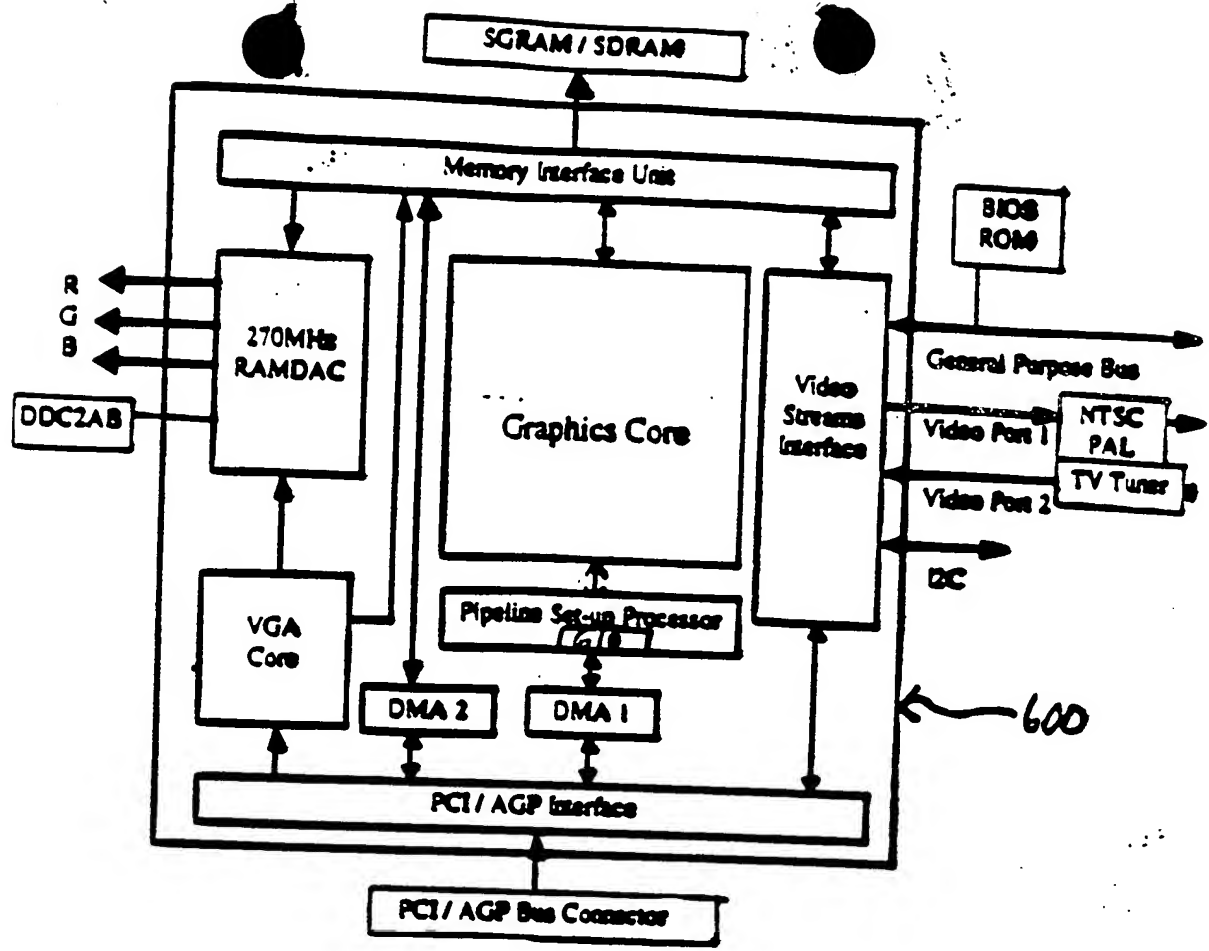 SGRAM / SDRAM
Memory Interface Unit
BIOS
ROM
R
G
B
270MHz
RAMDAC
DDC2AB
Graphics Core
Video
Streams
Interface
General Purpose Bus
Video Port 1
NTSC
PAL
TV Tuner
Video Port 2
I2C
VGA
Core
Pipeline Set-up Processor
DMA 2
DMA 1
600
PCI / AGP Interface
PCI / AGP Bus Connector